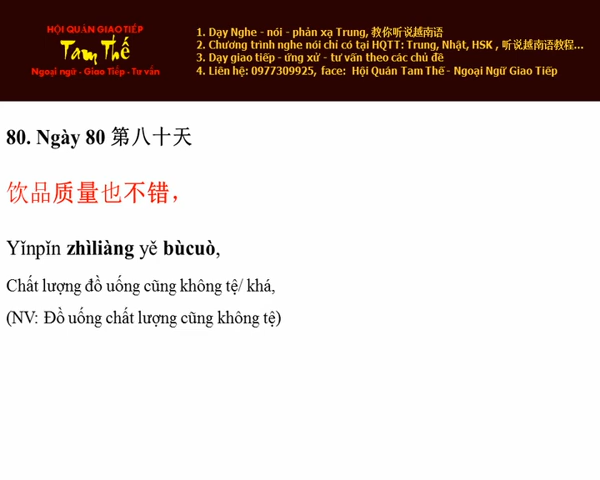 HỘI QUÁN GIAO TIẾP
Tam Thế
Ngoại ngữ - Giao Tiếp - Tư vấn
1. Dạy Nghe - nói - phản xạ Trung, 教你听说越南语
2. Chương trình nghe nói chỉ có tại HQTT: Trung, Nhật, HSK , 听说越南语教程...
3. Dạy giao tiếp - ứng xử - tư vấn theo các chủ đề
4. Liên hệ: 0977309925, face: Hội Quán Tam Thế - Ngoại Ngữ Giao Tiếp
80. Ngày 80 第八十天
饮品质量也不错，
Yǐnpǐn zhìliàng yě bùcuò,
Chất lượng đồ uống cũng không tệ/ khá,
(NV: Đồ uống chất lượng cũng không tệ)